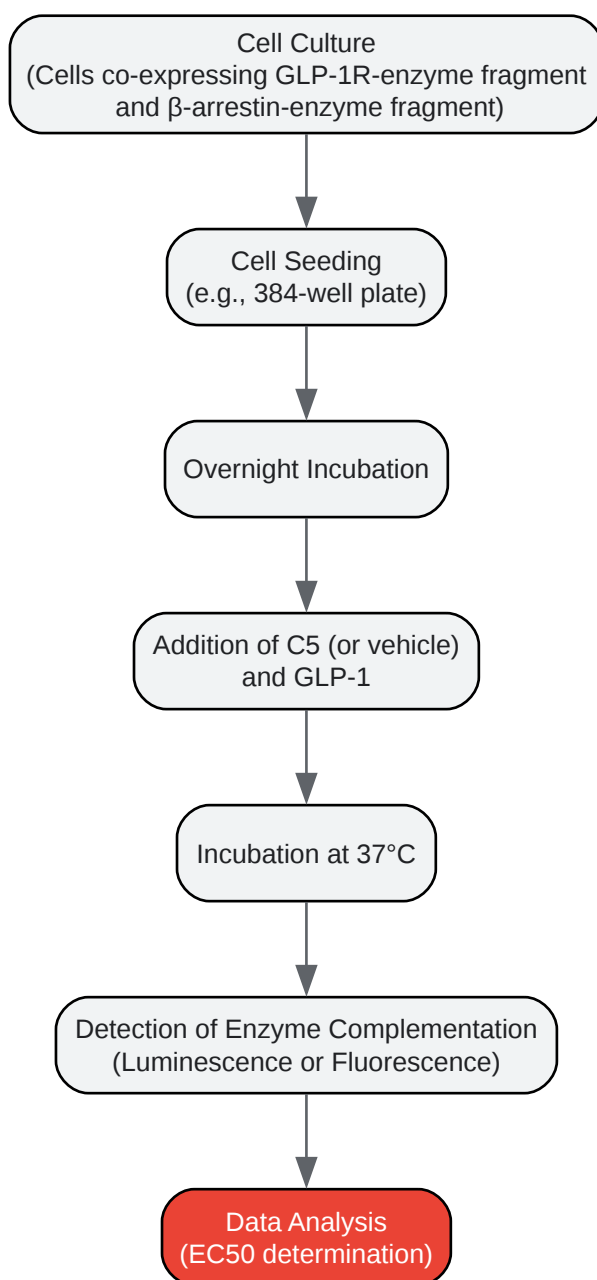 Cell Culture
(Cells co-expressing GLP-1R-enzyme fragment
and β-arrestin-enzyme fragment)
Cell Seeding
(e.g., 384-well plate)
Overnight Incubation
Addition of C5 (or vehicle)
and GLP-1
Incubation at 37°C
Detection of Enzyme Complementation
(Luminescence or Fluorescence)
Data Analysis
(EC50 determination)